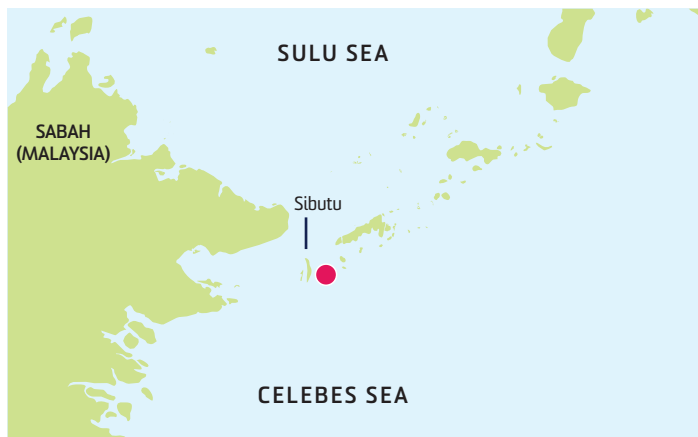 SULU SEA
SABAH
(MALAYSIA)
Sibutu
CELEBES SEA